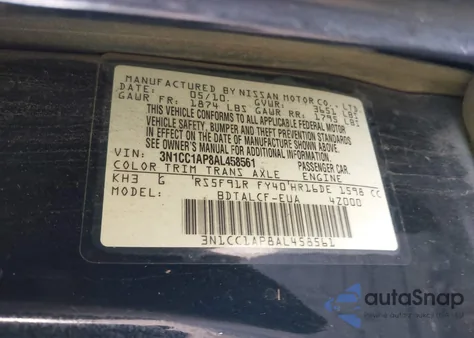 MANUFACTURED BY NISSAN MOTOR CO., LTD.
DATE: 05/10. GVWR: 3651 LBS
GAWR FR: 1874 LBS GAWR RR: 1795 LBS
THIS VEHICLE CONFORMS TO ALL APPLICABLE FEDERAL MOTOR
VEHICLE SAFETY, BUMPER AND THEFT PREVENTION STANDARDS
IN EFFECT ON THE DATE OF MANUFACTURE SHOWN ABOVE.
SEE OWNER'S MANUAL FOR ADDITIONAL INFORMATION.
VIN: 3N1CC1AP8AL458561 PASSENGER CAR.
COLOR TRIM TRANS AXLE ENGINE
KH3 G RS5F91R FY40 HR16DE 1598 CC
MODEL: BDTALCF-EUA 4Z000
3N1CC1AP8AL458561
autoSnap